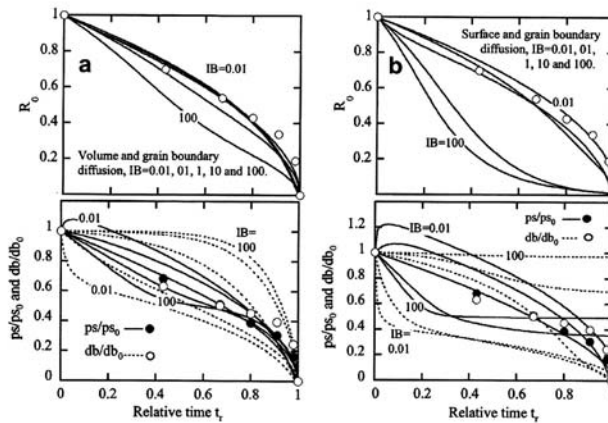 1
0.8
0.6
0.4
0.2
R0
a
IB=0.01
100
Volume and grain boundary
diffusion, IB=0.01, 01, 1, 10 and 100.
1
0.8
0.6
0.4
0.2
R0
b
Surface and grain boundary
diffusion, IB=0.01, 01,
1, 10 and 100.
0.01
IB=100
1
0.8
0.6
0.4
0.2
0
ps/ps0 and db/db0
0.01
IB=
100
0.01
100
ps/ps0
db/db0
0 0.2 0.4 0.6 0.8 1
Relative time tr
1.2
1
0.8
0.6
0.4
0.2
0
ps/ps0 and db/db0
IB=0.01
ps/ps0
db/db0
100
100
IB=
0.01
0 0.2 0.4 0.6 0.8
Relative time tr